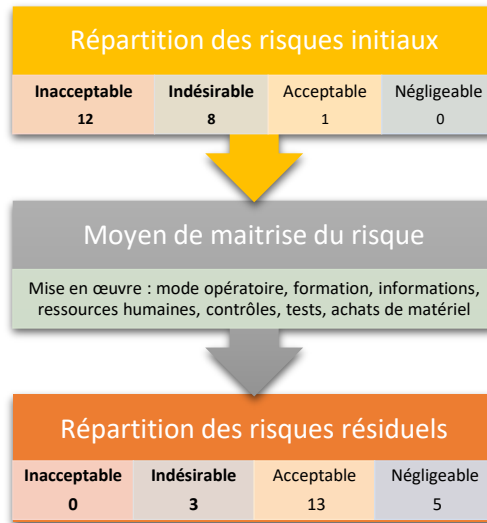 Répartition des risques initiaux
Inacceptable Indésirable Acceptable Négligeable
12 8 1 0
Moyen de maitrise du risque
Mise en œuvre : mode opératoire, formation, informations,
ressources humaines, contrôles, tests, achats de matériel
Répartition des risques résiduels
Inacceptable Indésirable Acceptable Négligeable
0 3 13 5